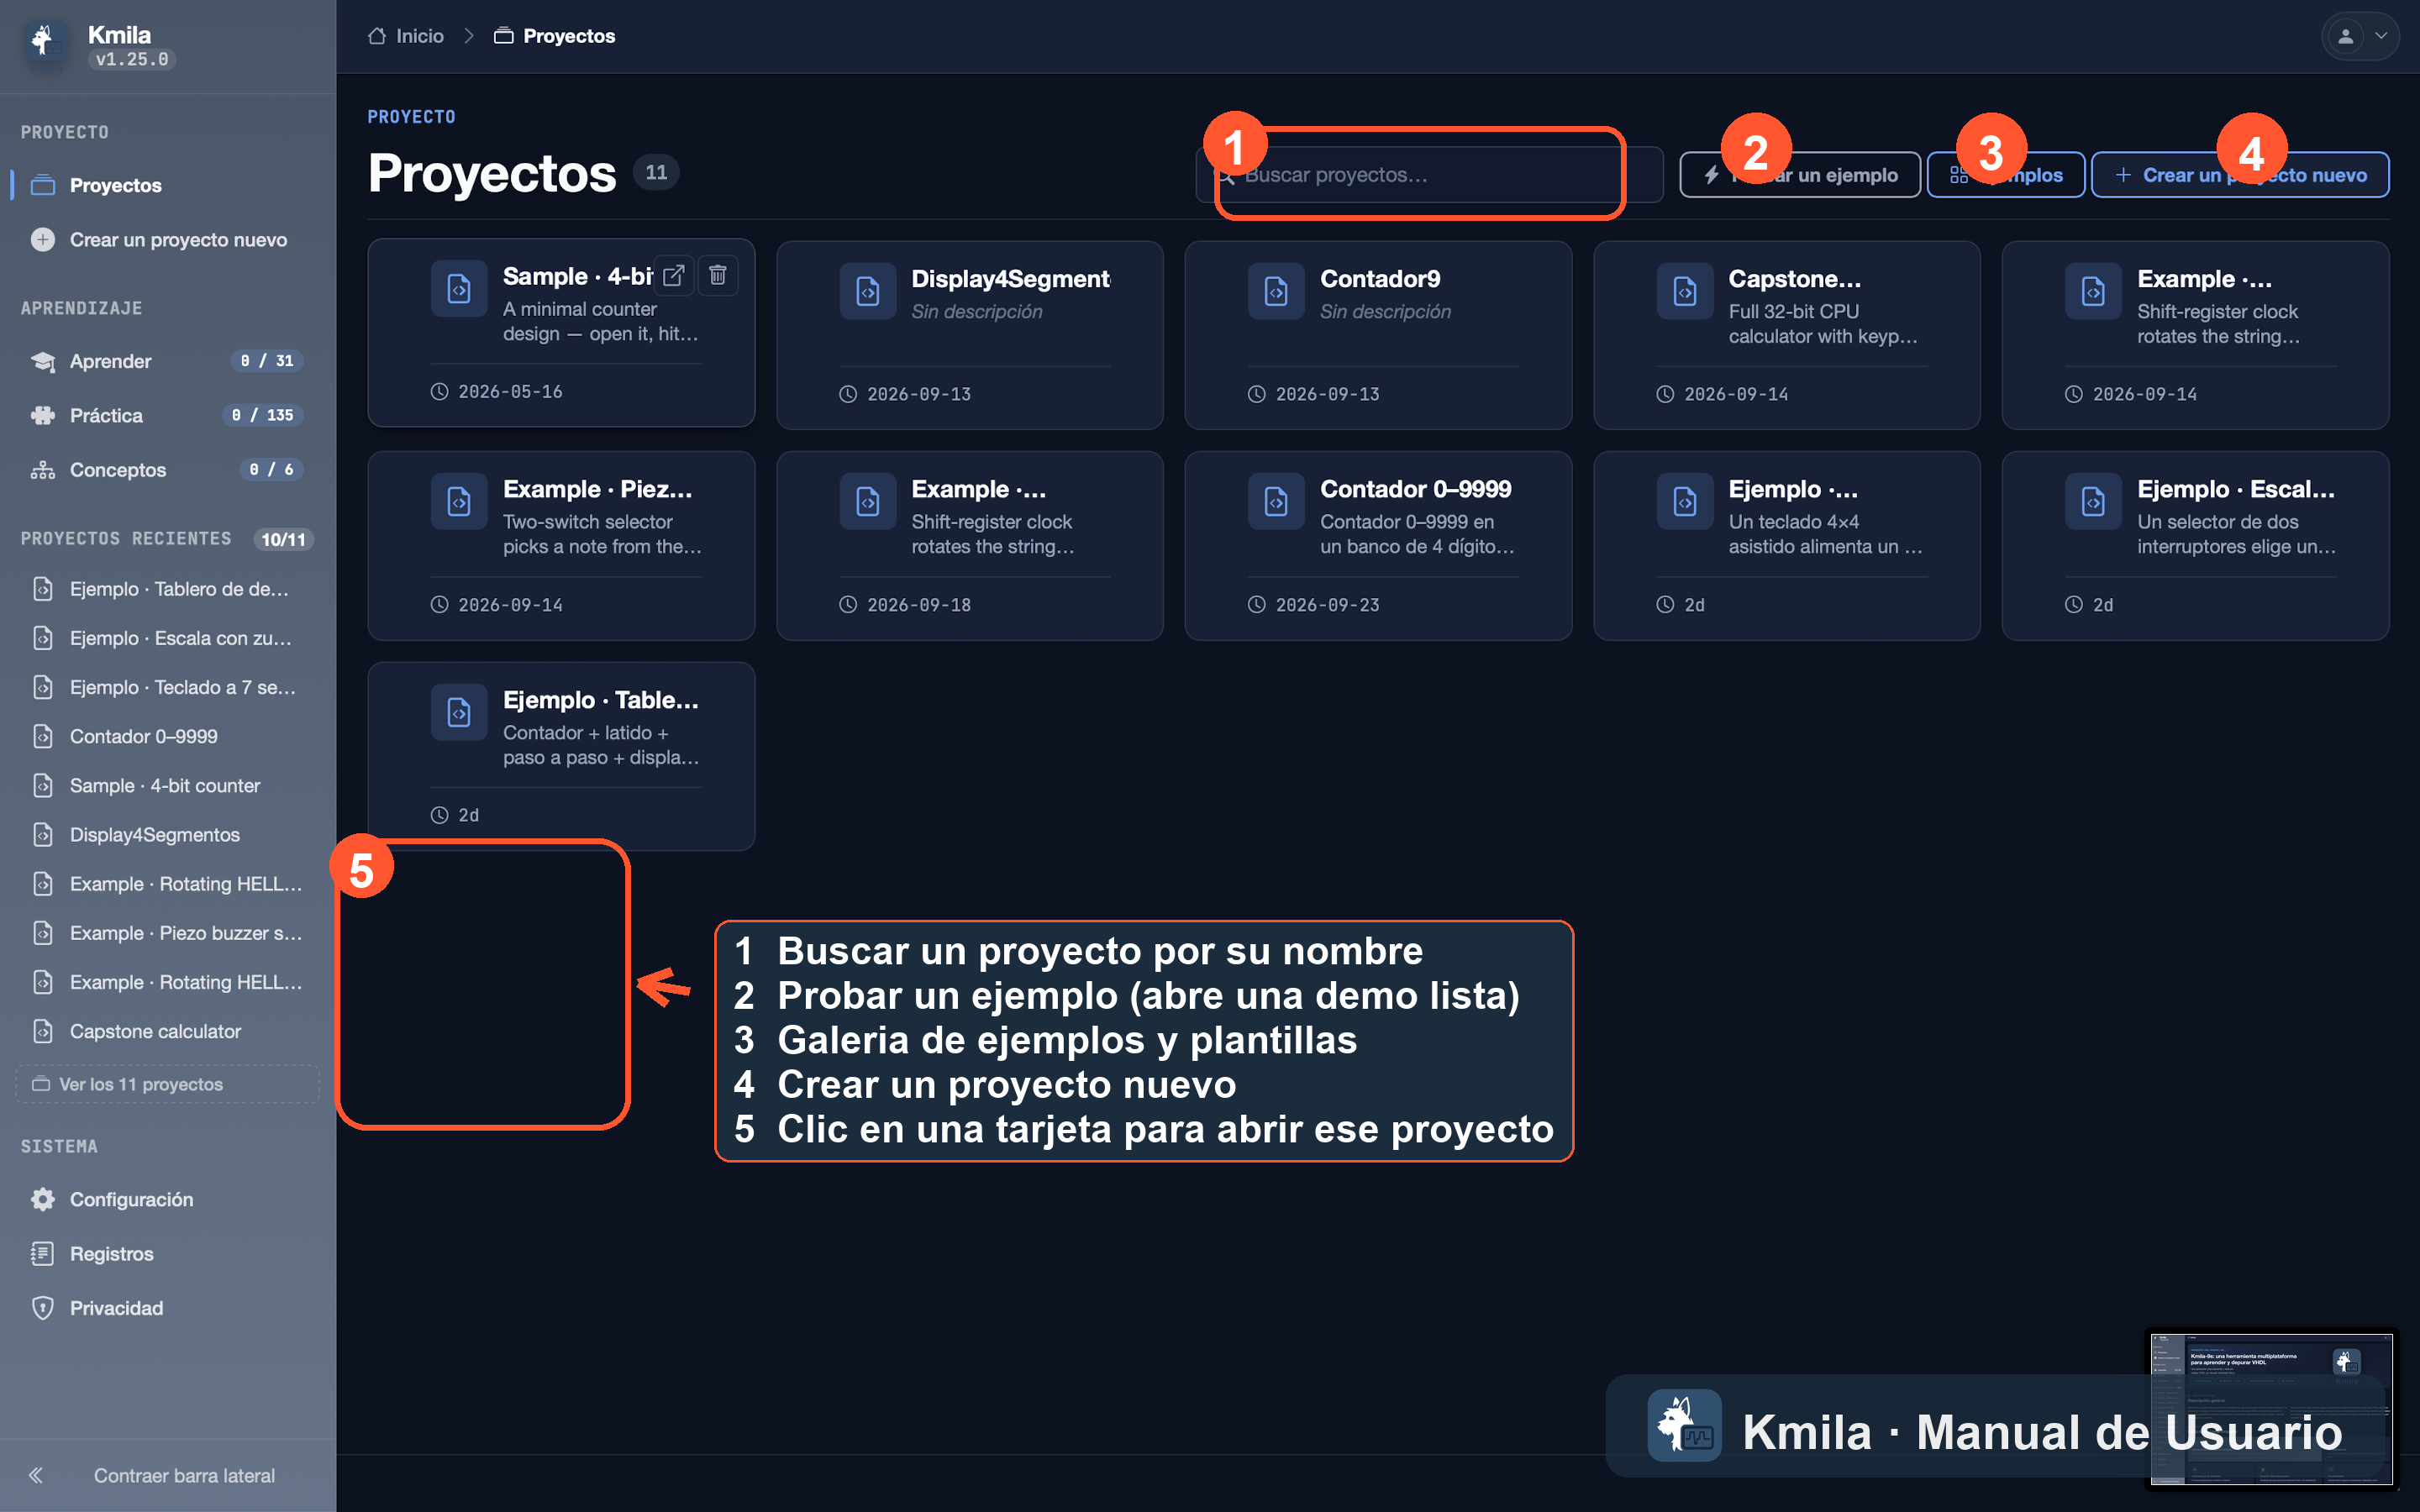 Kmila
v1.25.0
PROYECTO
Proyectos
Crear un proyecto nuevo
APRENDIZAJE
Aprender 0 / 31
Práctica 0 / 135
Conceptos 0 / 6
PROYECTOS RECIENTES 10/11
Ejemplo · Tablero de de...
Ejemplo · Escala con zu...
Ejemplo · Teclado a 7 se...
Contador 0–9999
Sample · 4-bit counter
Display4Segmentos
Example · Rotating HELL...
Example · Piezo buzzer s...
Example · Rotating HELL...
Capstone calculator
Ver los 11 proyectos
SISTEMA
Configuración
Registros
Privacidad
Contraer barra lateral
Inicio > Proyectos
PROYECTO
Proyectos 11
1
Buscar proyectos...
2
un ejemplo
3
4
Crear un proyecto nuevo
Sample · 4-bit
A minimal counter
design — open it, hit...
2026-05-16
Display4Segment
Sin descripción
2026-09-13
Contador9
Sin descripción
2026-09-13
Capstone...
Full 32-bit CPU
calculator with keyp...
2026-09-14
Example ·...
Shift-register clock
rotates the string...
2026-09-14
Example · Piez...
Two-switch selector
picks a note from the...
2026-09-14
Example ·...
Shift-register clock
rotates the string...
2026-09-18
Contador 0–9999
Contador 0–9999 en
un banco de 4 dígito...
2026-09-23
Ejemplo ·...
Un teclado 4×4
asistido alimenta un ...
2d
Ejemplo · Escal...
Un selector de dos
interruptores elige un...
2d
Ejemplo · Table...
Contador + latido +
paso a paso + displa...
2d
5
1 Buscar un proyecto por su nombre
2 Probar un ejemplo (abre una demo lista)
3 Galeria de ejemplos y plantillas
4 Crear un proyecto nuevo
5 Clic en una tarjeta para abrir ese proyecto
Kmila-9s: una herramienta multiplataforma
para aprender y depurar VHDL
Kmila · Manual de Usuario